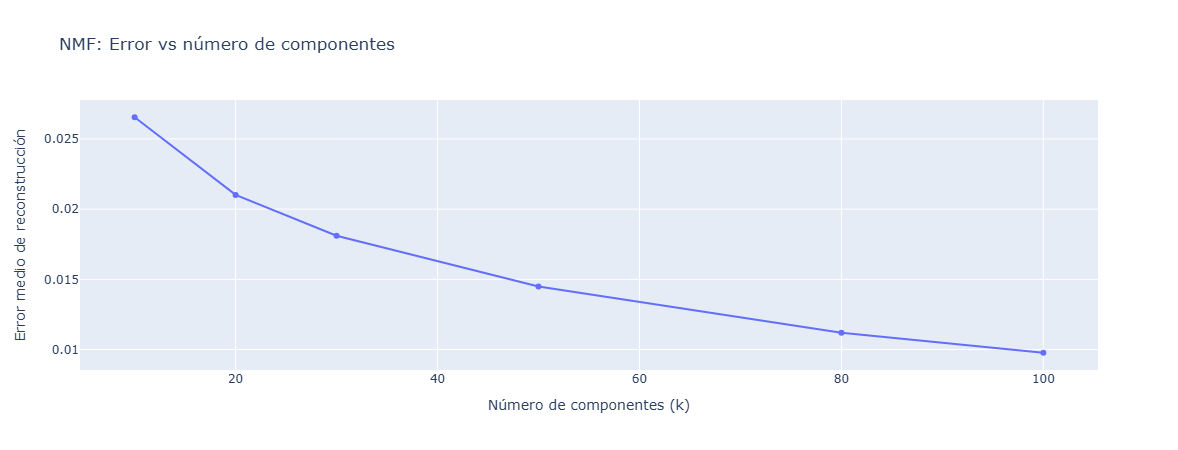 NMF: Error vs número de componentes
Error medio de reconstrucción
0.025
0.02
0.015
0.01
20 40 60 80 100
Número de componentes (k)